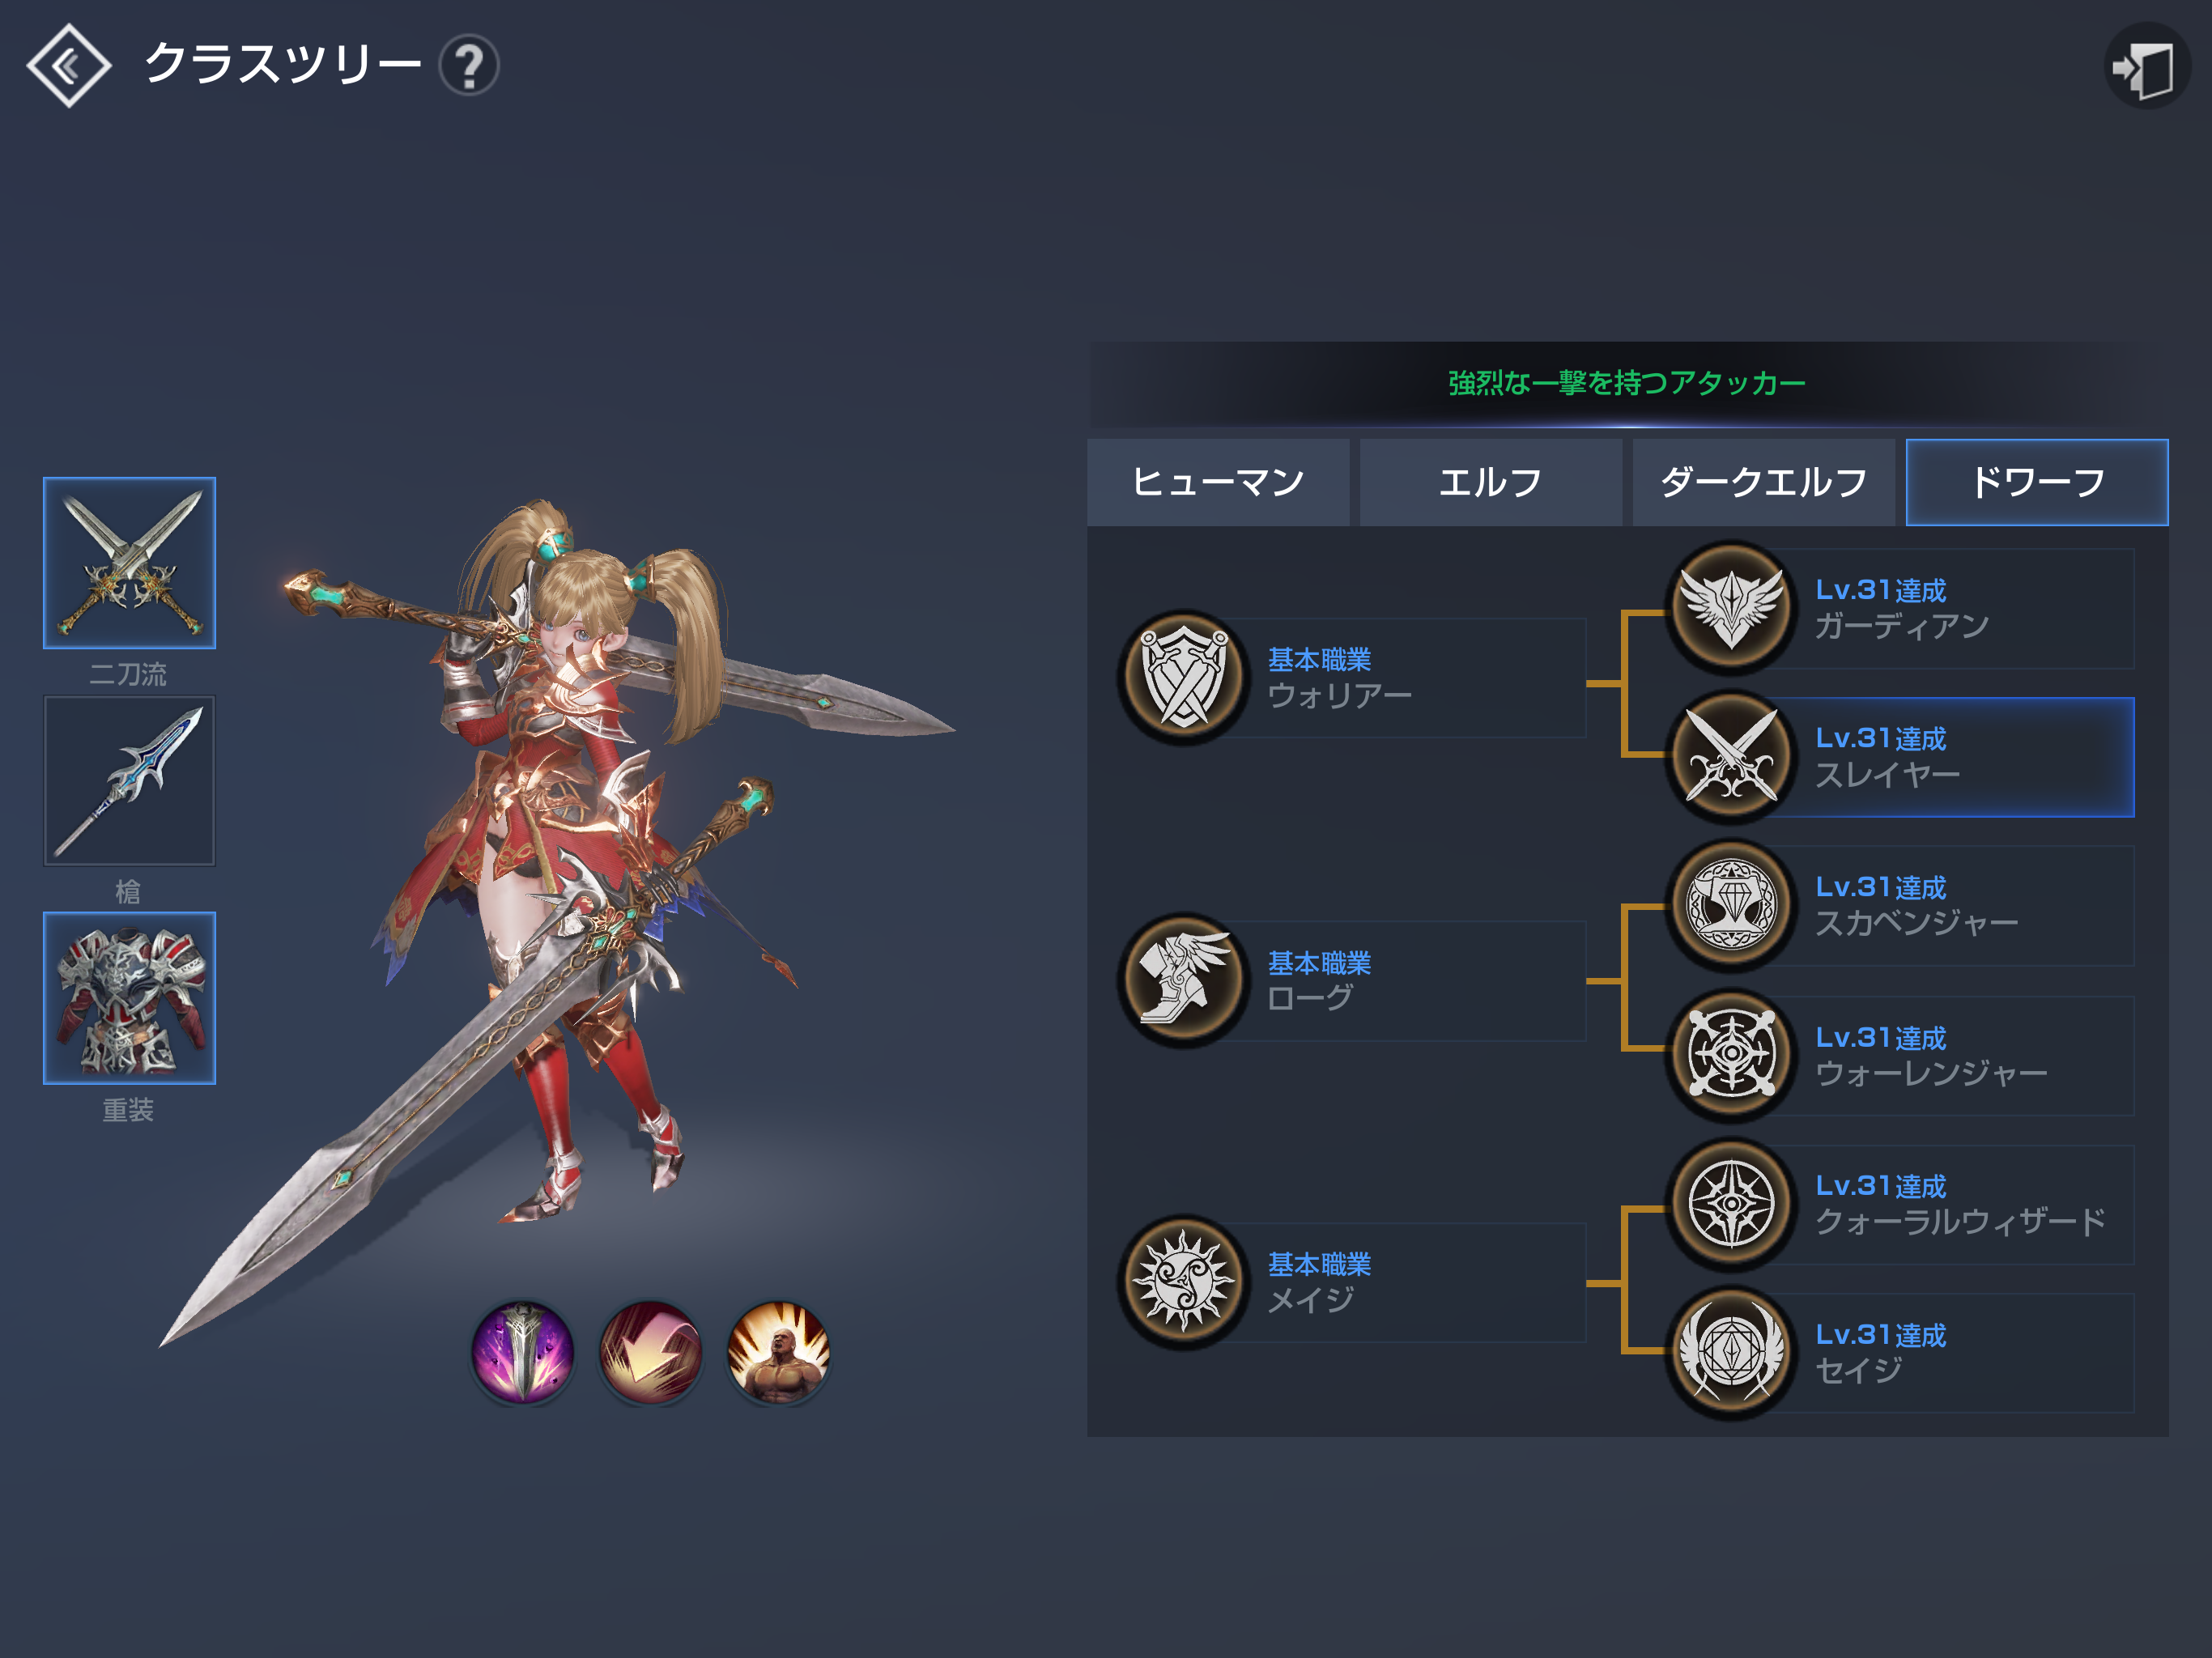 クラスツリー ?
二刀流
槍
重装
強烈な一撃を持つアタッカー
ヒューマン エルフ ダークエルフ ドワーフ
基本職業
ウォリアー
Lv.31達成
ガーディアン
Lv.31達成
スレイヤー
基本職業
ローグ
Lv.31達成
スカベンジャー
Lv.31達成
ウォーレンジャー
基本職業
メイジ
Lv.31達成
クォーラルウィザード
Lv.31達成
セイジ